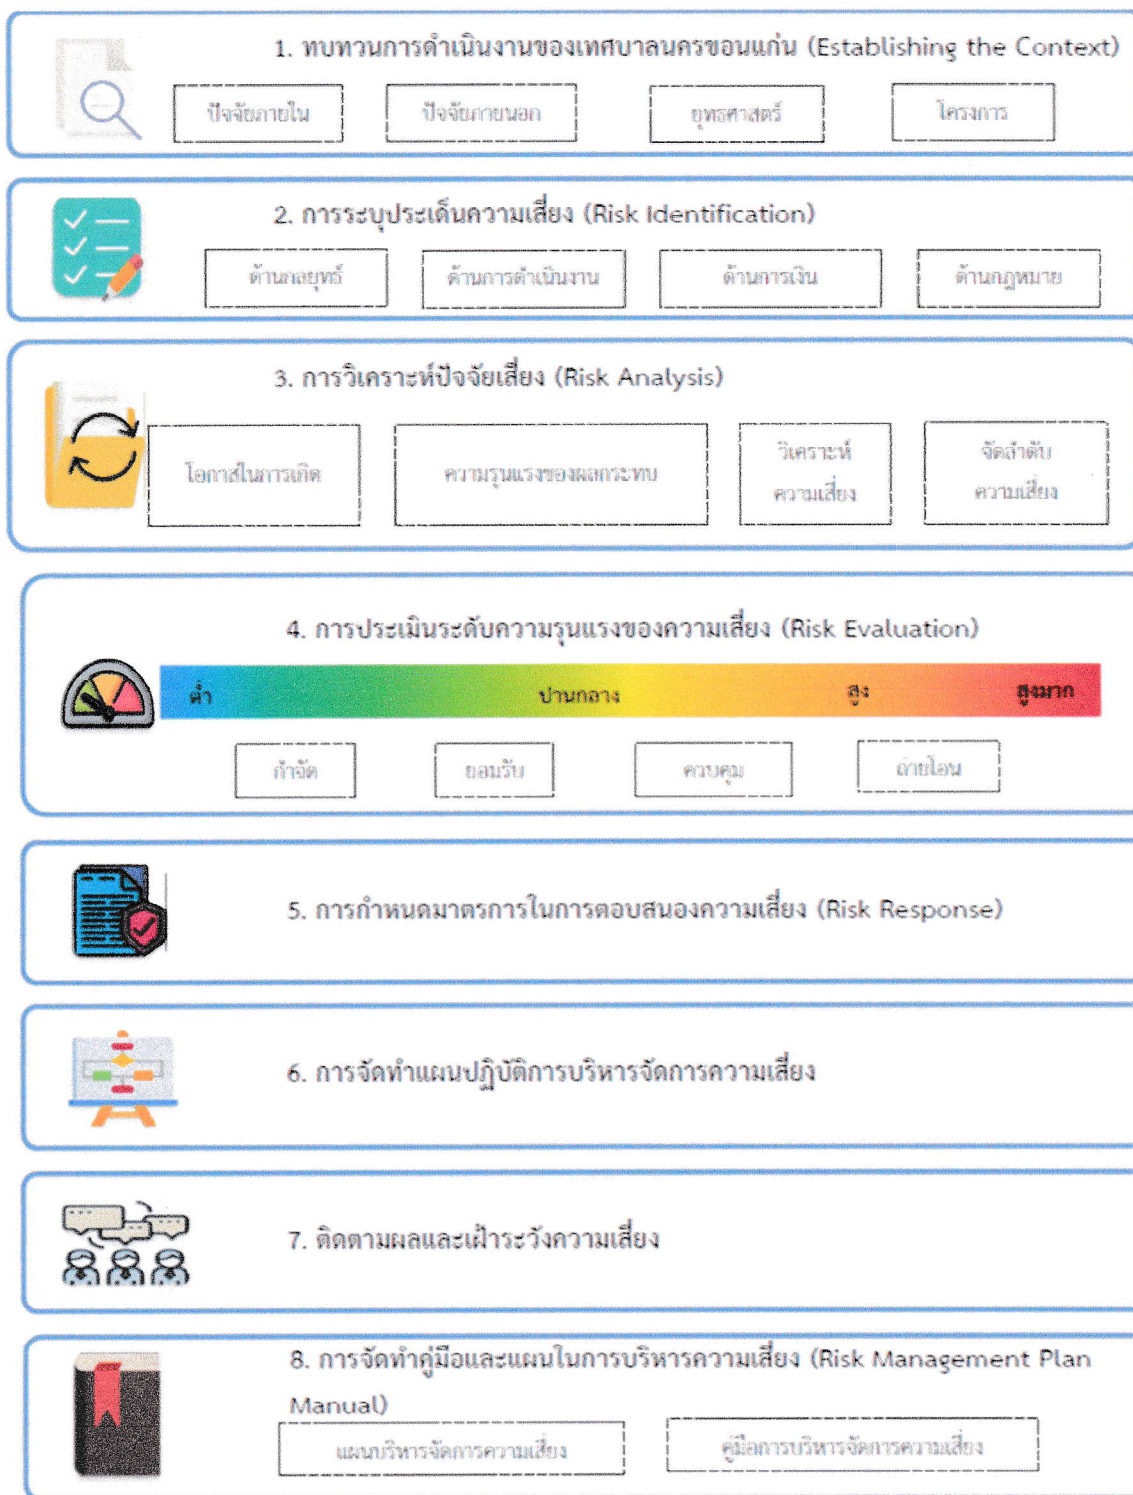 1. ทบทวนการดำเนินงานของเทศบาลนครขอนแก่น (Establishing the Context)
ปัจจัยภายใน ปัจจัยภายนอก ยุทธศาสตร์ โครงการ
2. การระบุประเด็นความเสี่ยง (Risk Identification)
ด้านกลยุทธ์ ด้านการดำเนินงาน ด้านการเงิน ด้านกฎหมาย
3. การวิเคราะห์ปัจจัยเสี่ยง (Risk Analysis)
โอกาสในการเกิด ความรุนแรงของผลกระทบ วิเคราะห์ จัดลำดับ
ความเสี่ยง ความเสี่ยง
4. การประเมินระดับความรุนแรงของความเสี่ยง (Risk Evaluation)
ต่ำ ปานกลาง สูง สูงมาก
กำจัด ยอมรับ ควบคุม ถ่ายโอน
5. การกำหนดมาตรการในการตอบสนองความเสี่ยง (Risk Response)
6. การจัดทำแผนปฏิบัติการบริหารจัดการความเสี่ยง
7. ติดตามผลและเฝ้าระวังความเสี่ยง
8. การจัดทำคู่มือและแผนในการบริหารความเสี่ยง (Risk Management Plan
Manual)
แผนบริหารจัดการความเสี่ยง คู่มือการบริหารจัดการความเสี่ยง